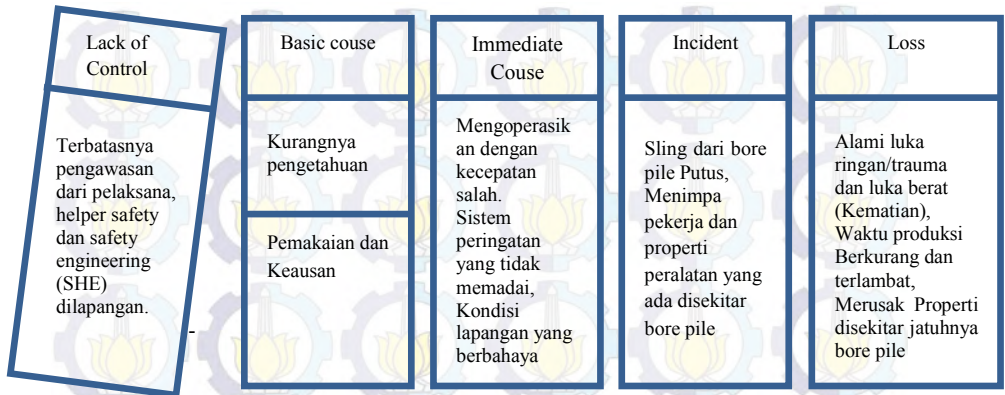 Lack of
Control
Terbatasnya
pengawasan
dari pelaksana,
helper safety
dan safety
engineering
(SHE)
dilapangan.
-
Basic couse
Kurangnya
pengetahuan
Pemakaian dan
Keausan
Immediate
Couse
Mengoperasik
an dengan
kecepatan
salah.
Sistem
peringatan
yang tidak
memadai,
Kondisi
lapangan yang
berbahaya
Incident
Sling dari bore
pile Putus,
Menimpa
pekerja dan
properti
peralatan yang
ada disekitar
bore pile
Loss
Alami luka
ringan/trauma
dan luka berat
(Kematian),
Waktu produksi
Berkurang dan
terlambat,
Merusak Properti
disekitar jatuhnya
bore pile